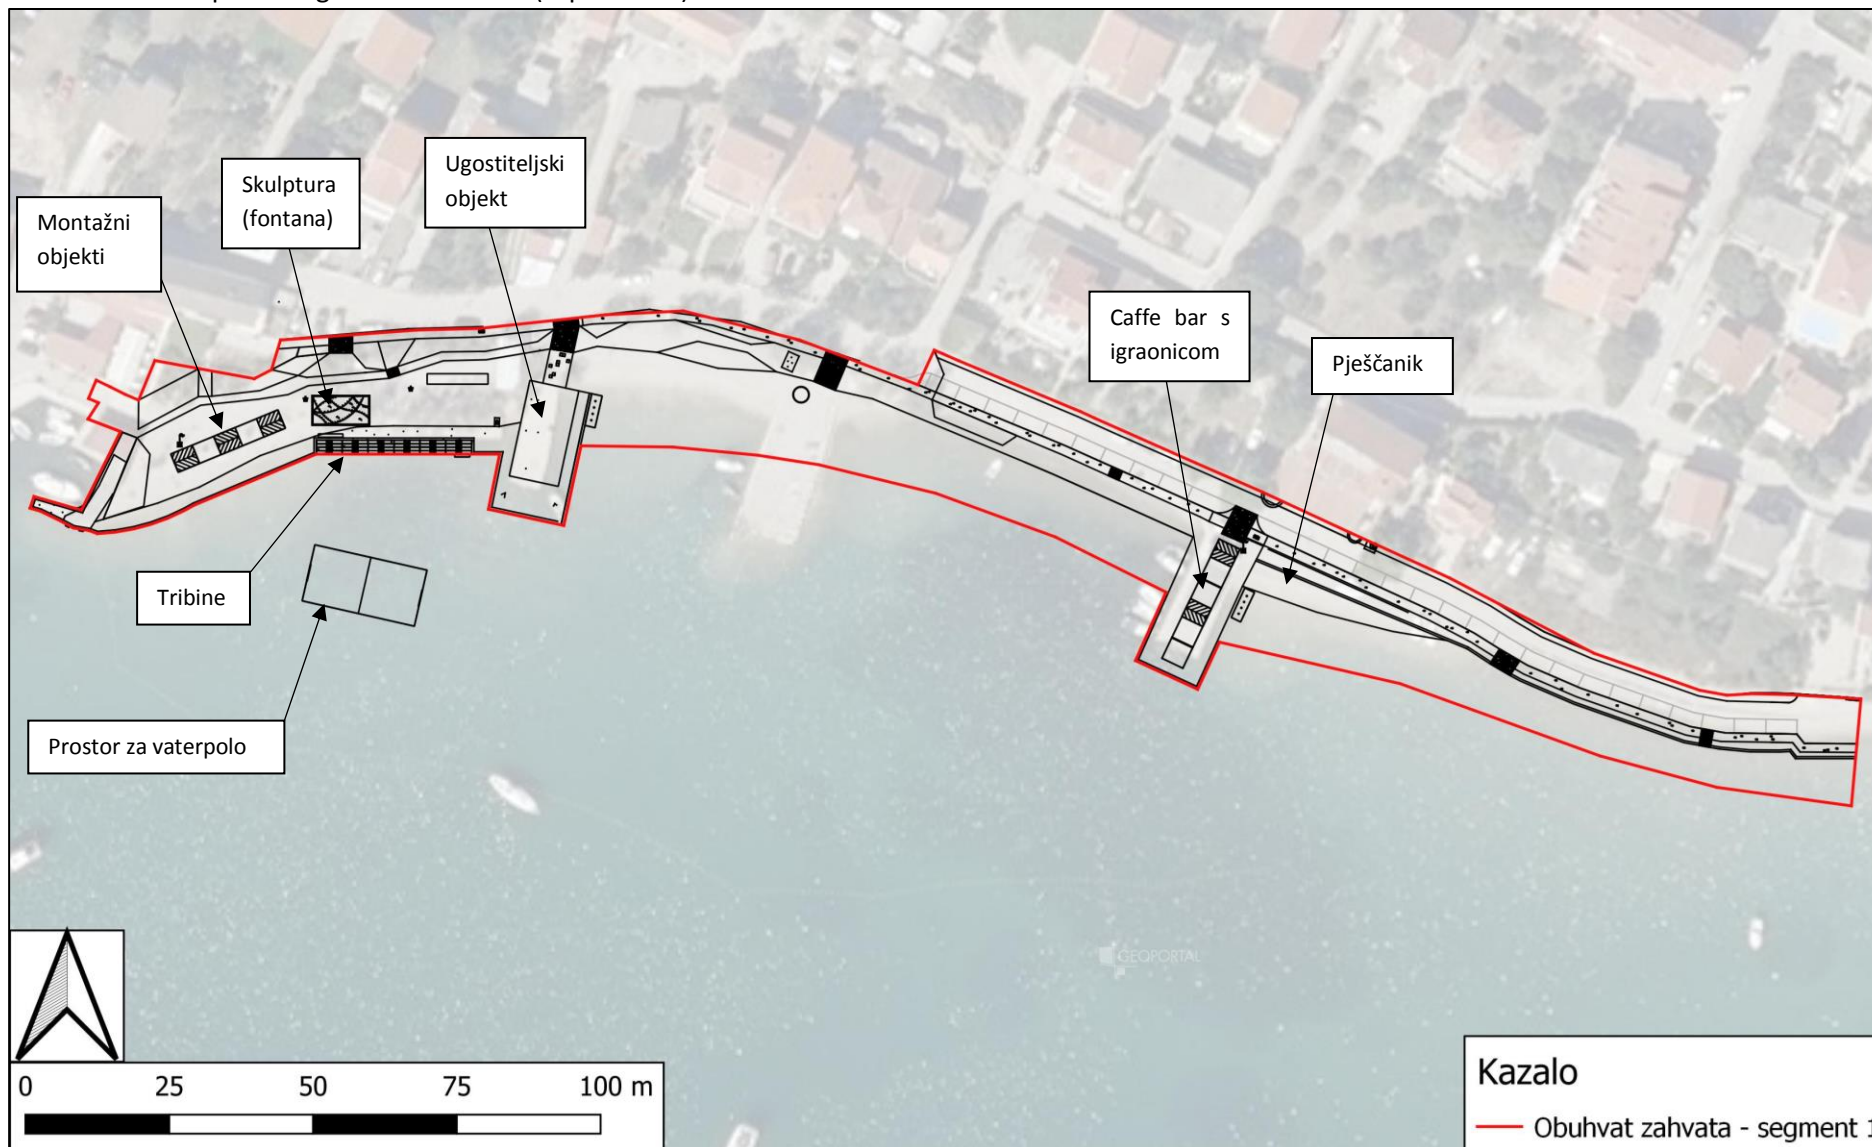 Ugostiteljski
objekt
Skulptura
(fontana)
Montažni
objekti
Caffe bar s
igraonicom
Pješčanik
Tribine
Prostor za vaterpolo
GEOPORTAL
0 25 50 75 100 m
Kazalo
Obuhvat zahvata - segment